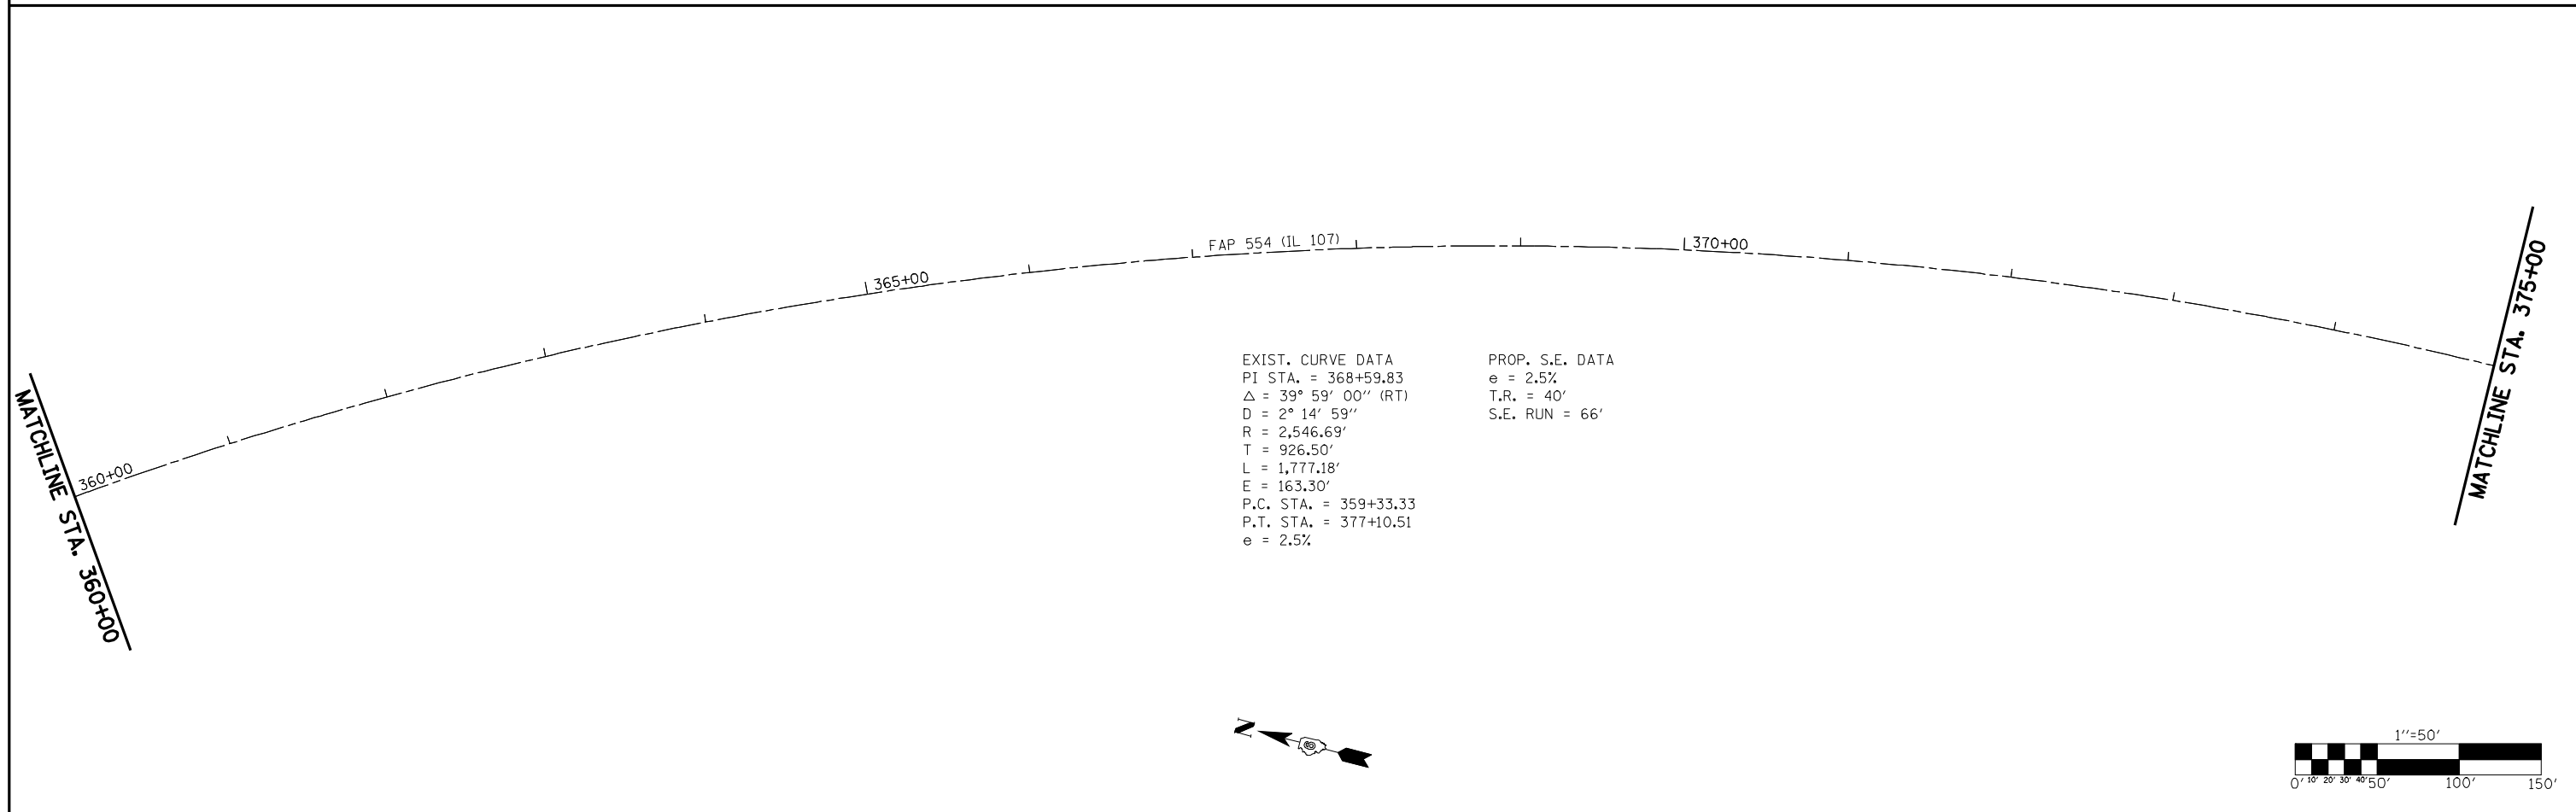 FAP 554 (IL 107)
370+00
365+00
360+00
MATCHLINE STA. 360+00
MATCHLINE STA. 375+00
EXIST. CURVE DATA
PI STA. = 368+59.83
△ = 39° 59' 00'' (RT)
D = 2° 14' 59''
R = 2,546.69'
T = 926.50'
L = 1,777.18'
E = 163.30'
P.C. STA. = 359+33.33
P.T. STA. = 377+10.51
e = 2.5%
PROP. S.E. DATA
e = 2.5%
T.R. = 40'
S.E. RUN = 66'
N
1''=50'
0' 10' 20' 30' 40' 50' 100' 150'